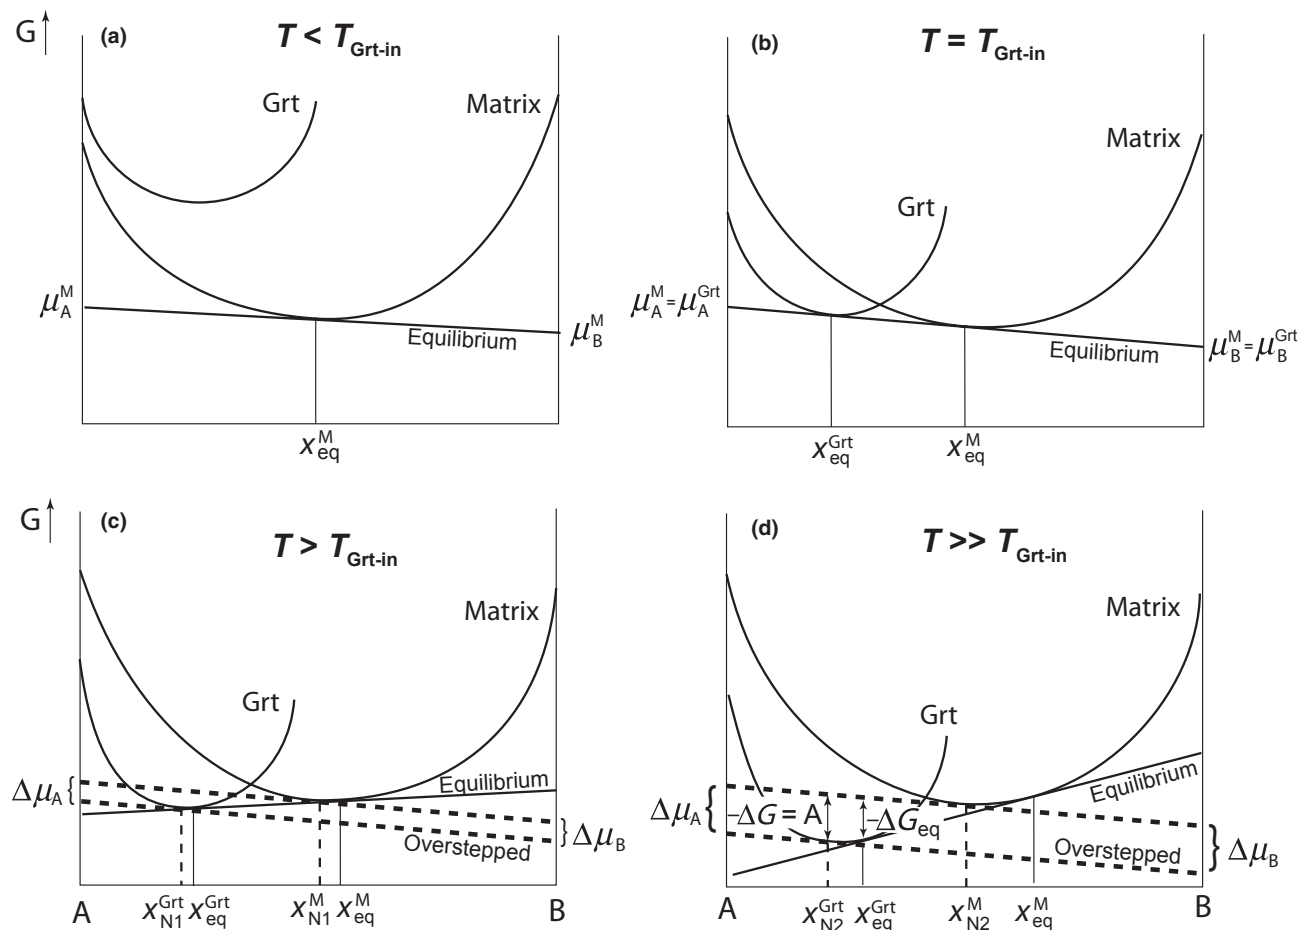 G
(a)
T < T_Grt-in
Grt
Matrix
μ_A^M
Equilibrium
μ_B^M
x_eq^M
(b)
T = T_Grt-in
Matrix
Grt
μ_A^M = μ_A^Grt
Equilibrium
μ_B^M = μ_B^Grt
x_eq^Grt
x_eq^M
G
(c)
T > T_Grt-in
Matrix
Grt
Equilibrium
Δμ_A
Δμ_B
Overstepped
A
x_N1^Grt
x_eq^Grt
x_N1^M
x_eq^M
B
(d)
T >> T_Grt-in
Matrix
Grt
Equilibrium
Δμ_A
-ΔG = A
-ΔG_eq
Overstepped
Δμ_B
A
x_N2^Grt
x_eq^Grt
x_N2^M
x_eq^M
B